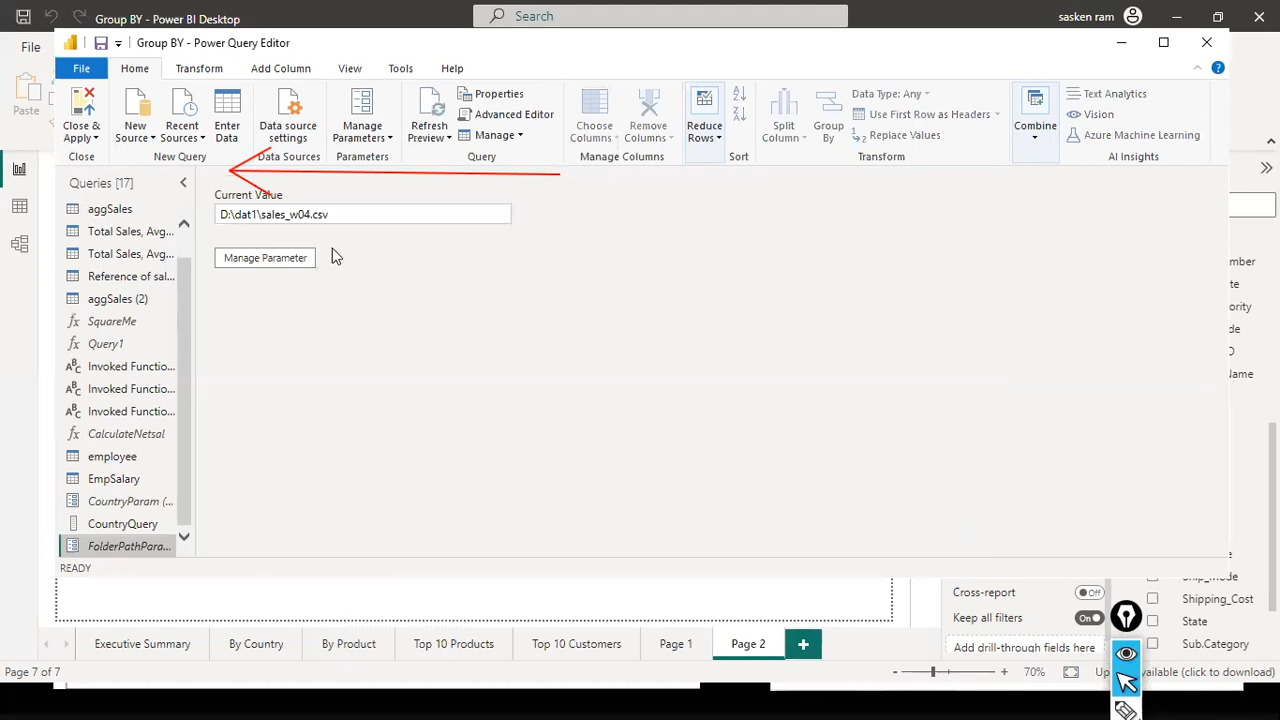 Group BY - Power BI Desktop
Search
sasken ram
File
Paste
Group BY - Power Query Editor
File
Home
Transform
Add Column
View
Tools
Help
Close &
Apply
Close
New
Source
Recent
Sources
Enter
Data
New Query
Data source
settings
Data Sources
Manage
Parameters
Parameters
Refresh
Preview
Properties
Advanced Editor
Manage
Query
Choose
Columns
Remove
Columns
Manage Columns
Reduce
Rows
Sort
Split
Column
Group
By
Data Type: Any
Use First Row as Headers
Replace Values
Transform
Combine
Text Analytics
Vision
Azure Machine Learning
AI Insights
Queries [17]
aggSales
Total Sales, Avg...
Total Sales, Avg...
Reference of sal...
aggSales (2)
SquareMe
Query1
Invoked Functio...
Invoked Functio...
Invoked Functio...
CalculateNetsal
employee
EmpSalary
CountryParam (...
CountryQuery
FolderPathPara...
Current Value
D:\dat1\sales_w04.csv
Manage Parameter
READY
Cross-report
Off
Keep all filters
On
Add drill-through fields here
Ship_Mode
Shipping_Cost
State
Sub.Category
Executive Summary
By Country
By Product
Top 10 Products
Top 10 Customers
Page 1
Page 2
Page 7 of 7
70%
available (click to download)